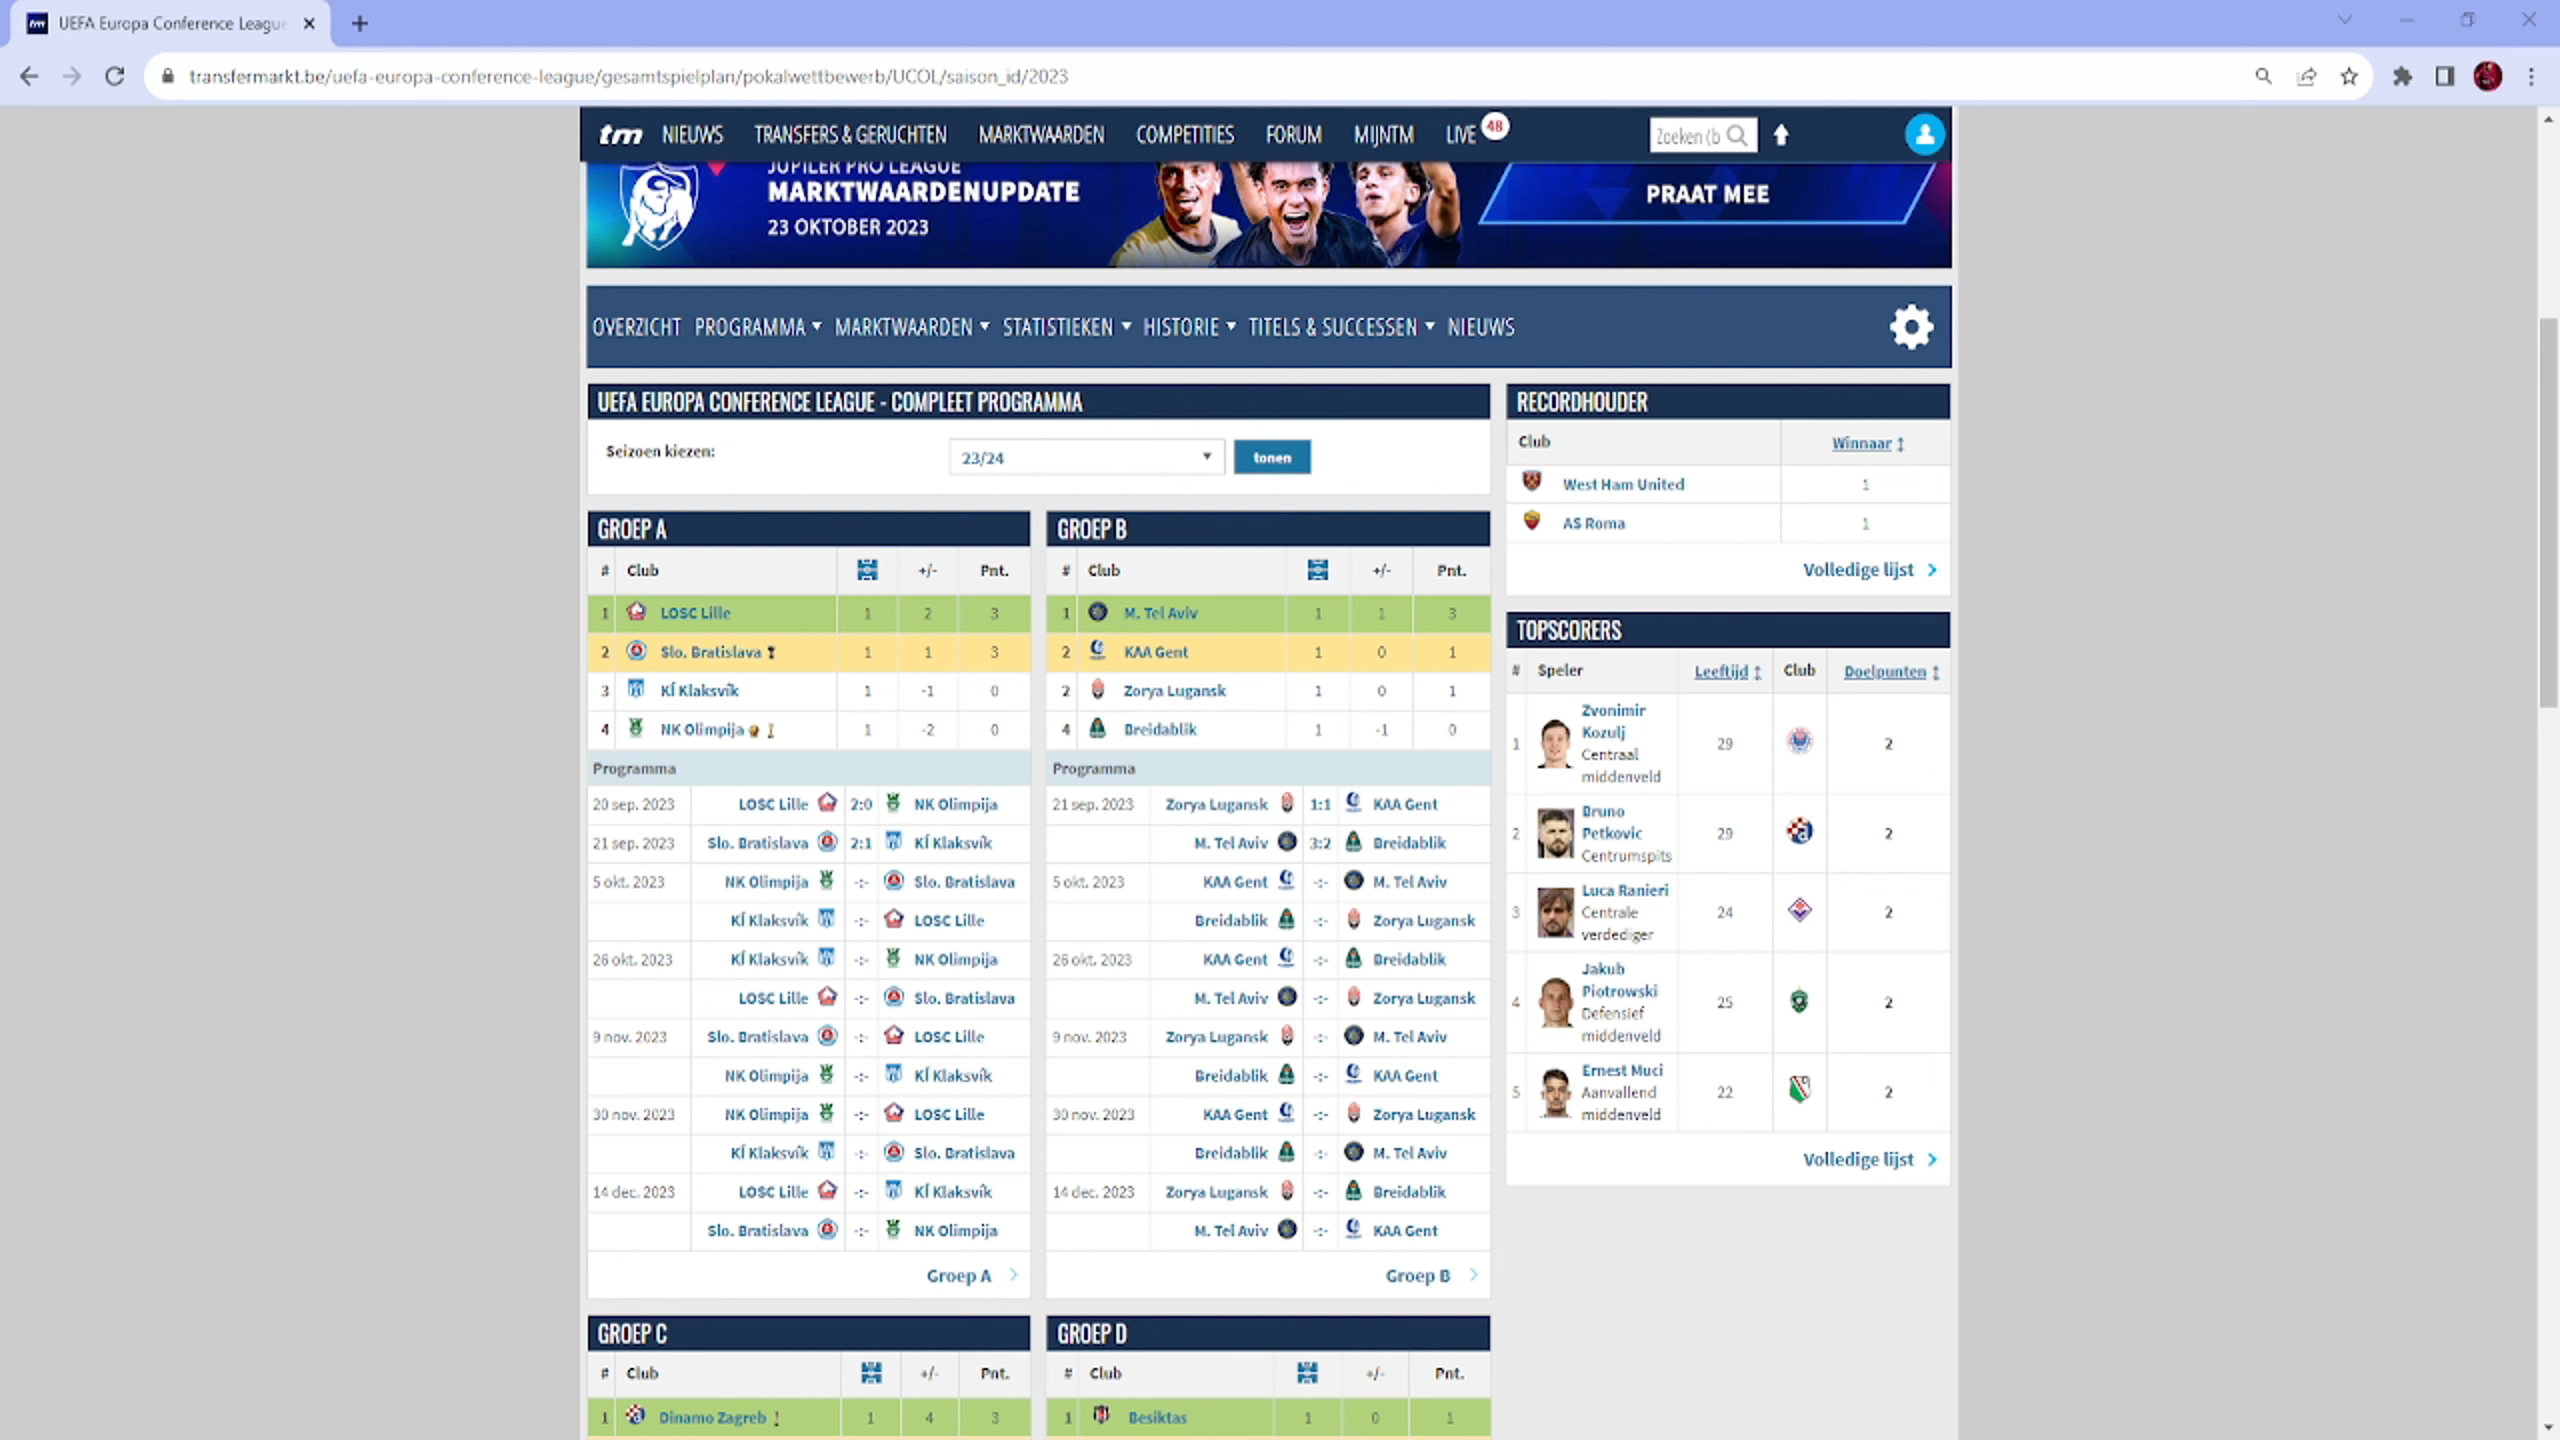 UEFA Europa Conference League
transfermarkt.be/uefa-europa-conference-league/gesamtspielplan/pokalwettbewerb/UCOL/saison_id/2023
tm NIEUWS TRANSFERS & GERUCHTEN MARKTWAARDEN COMPETITIES FORUM MIJNTM LIVE 48 Zoeken (b
JUPILER PRO LEAGUE
MARKTWAARDENUPDATE
23 OKTOBER 2023
PRAAT MEE
OVERZICHT PROGRAMMA MARKTWAARDEN STATISTIEKEN HISTORIE TITELS & SUCCESSEN NIEUWS
UEFA EUROPA CONFERENCE LEAGUE - COMPLEET PROGRAMMA
Seizoen kiezen: 23/24 tonen
GROEP A
# Club +/- Pnt.
1 LOSC Lille 1 2 3
2 Slo. Bratislava 1 1 3
3 KÍ Klaksvík 1 -1 0
4 NK Olimpija 1 -2 0
Programma
20 sep. 2023 LOSC Lille 2:0 NK Olimpija
21 sep. 2023 Slo. Bratislava 2:1 KÍ Klaksvík
5 okt. 2023 NK Olimpija -:- Slo. Bratislava
KÍ Klaksvík -:- LOSC Lille
26 okt. 2023 KÍ Klaksvík -:- NK Olimpija
LOSC Lille -:- Slo. Bratislava
9 nov. 2023 Slo. Bratislava -:- LOSC Lille
NK Olimpija -:- KÍ Klaksvík
30 nov. 2023 NK Olimpija -:- LOSC Lille
KÍ Klaksvík -:- Slo. Bratislava
14 dec. 2023 LOSC Lille -:- KÍ Klaksvík
Slo. Bratislava -:- NK Olimpija
Groep A
GROEP B
# Club +/- Pnt.
1 M. Tel Aviv 1 1 3
2 KAA Gent 1 0 1
2 Zorya Lugansk 1 0 1
4 Breidablik 1 -1 0
Programma
21 sep. 2023 Zorya Lugansk 1:1 KAA Gent
M. Tel Aviv 3:2 Breidablik
5 okt. 2023 KAA Gent -:- M. Tel Aviv
Breidablik -:- Zorya Lugansk
26 okt. 2023 KAA Gent -:- Breidablik
M. Tel Aviv -:- Zorya Lugansk
9 nov. 2023 Zorya Lugansk -:- M. Tel Aviv
Breidablik -:- KAA Gent
30 nov. 2023 KAA Gent -:- Zorya Lugansk
Breidablik -:- M. Tel Aviv
14 dec. 2023 Zorya Lugansk -:- Breidablik
M. Tel Aviv -:- KAA Gent
Groep B
GROEP C
# Club +/- Pnt.
1 Dinamo Zagreb 1 4 3
GROEP D
# Club +/- Pnt.
1 Besiktas 1 0 1
RECORDHOUDER
Club Winnaar
West Ham United 1
AS Roma 1
Volledige lijst
TOPSCORERS
# Speler Leeftijd Club Doelpunten
1 Zvonimir Kozulj 29 2
Centraal middenveld
2 Bruno Petkovic 29 2
Centrumspits
3 Luca Ranieri 24 2
Centrale verdediger
4 Jakub Piotrowski 25 2
Defensief middenveld
5 Ernest Muci 22 2
Aanvallend middenveld
Volledige lijst